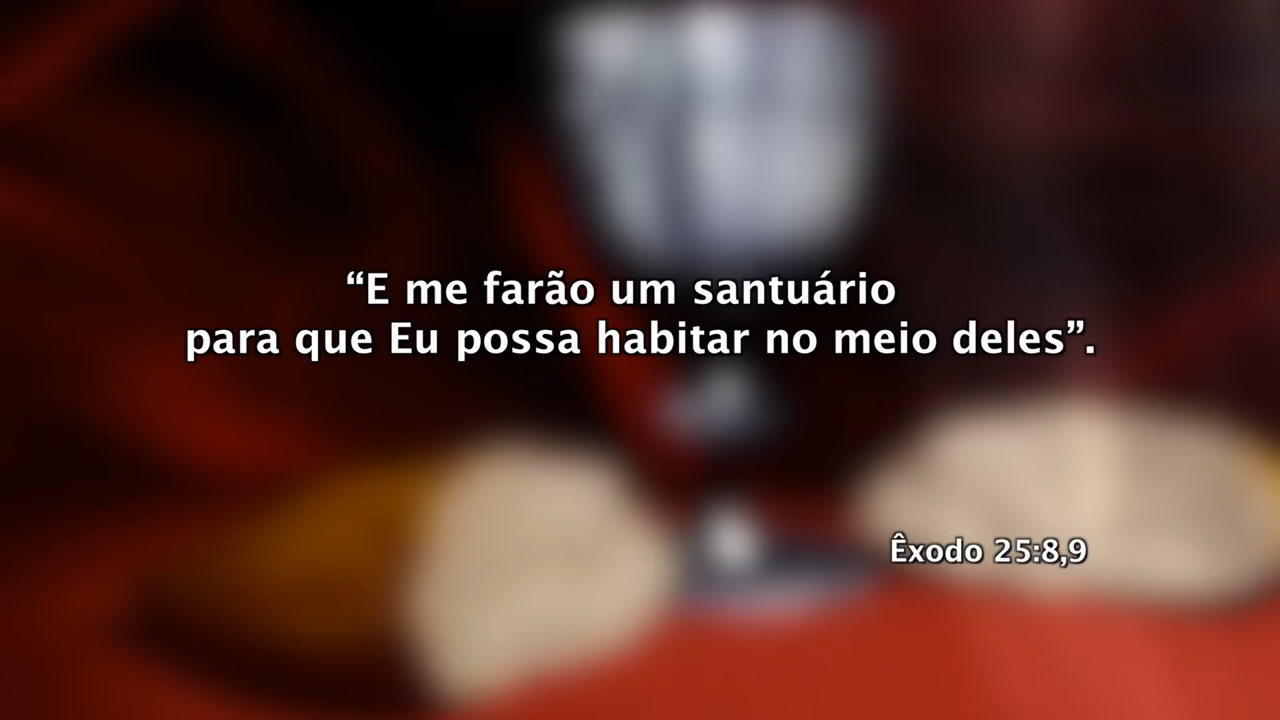 “E me farão um santuário
para que Eu possa habitar no meio deles”.
Êxodo 25:8,9